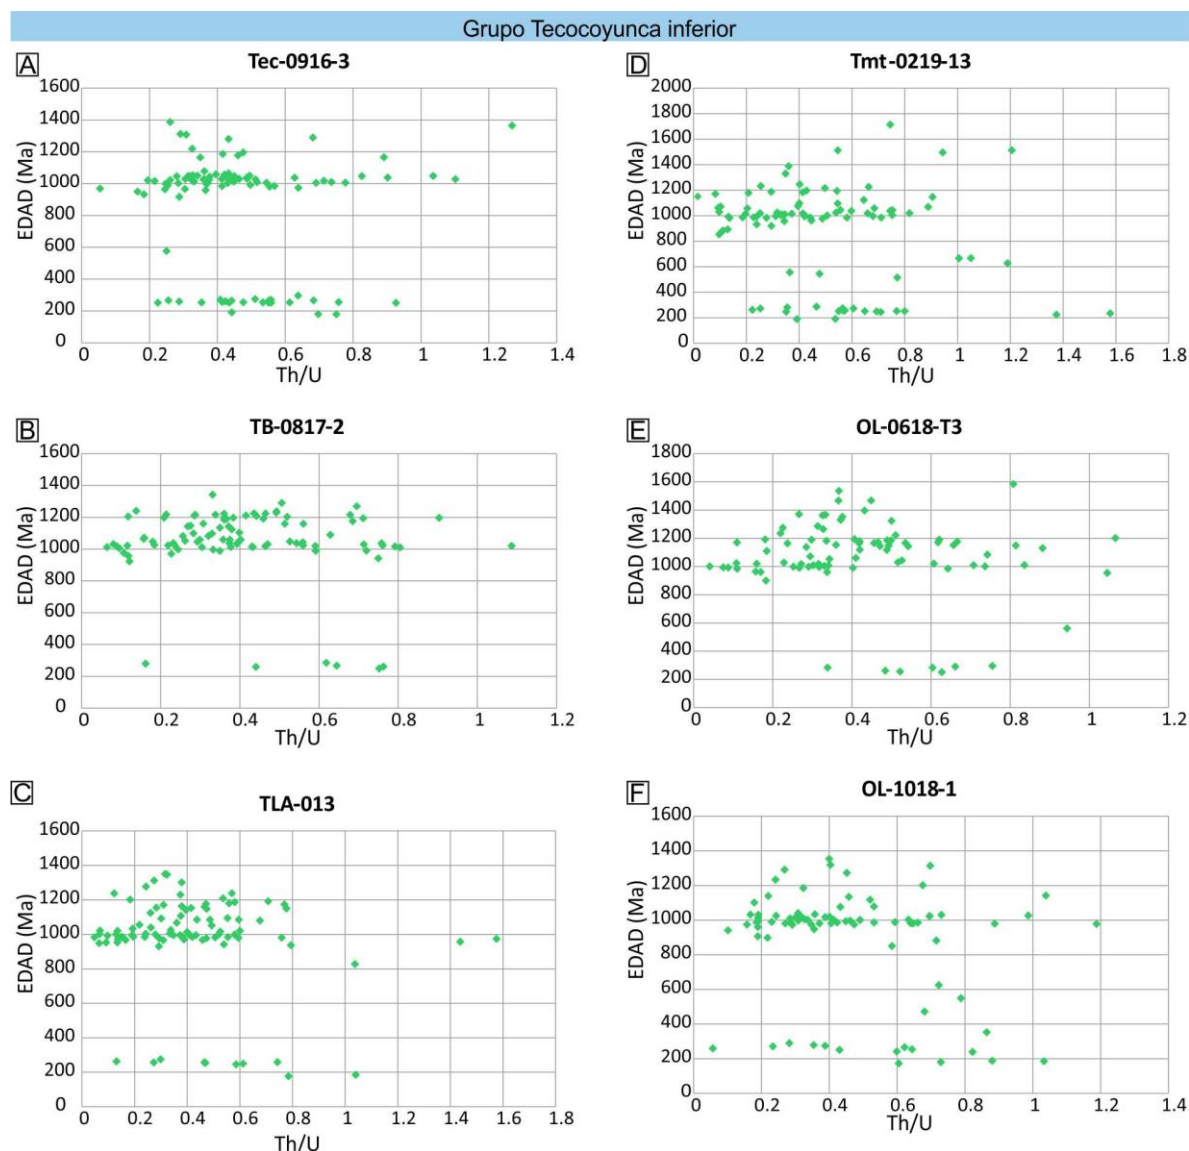 Grupo Tecocoyunca inferior
A
Tec-0916-3
EDAD (Ma)
1600
1400
1200
1000
800
600
400
200
0
0 0.2 0.4 0.6 0.8 1 1.2 1.4
Th/U
B
TB-0817-2
EDAD (Ma)
1600
1400
1200
1000
800
600
400
200
0
0 0.2 0.4 0.6 0.8 1 1.2
Th/U
C
TLA-013
EDAD (Ma)
1600
1400
1200
1000
800
600
400
200
0
0 0.2 0.4 0.6 0.8 1 1.2 1.4 1.6 1.8
Th/U
D
Tmt-0219-13
EDAD (Ma)
2000
1800
1600
1400
1200
1000
800
600
400
200
0
0 0.2 0.4 0.6 0.8 1 1.2 1.4 1.6 1.8
Th/U
E
OL-0618-T3
EDAD (Ma)
1800
1600
1400
1200
1000
800
600
400
200
0
0 0.2 0.4 0.6 0.8 1 1.2
Th/U
F
OL-1018-1
EDAD (Ma)
1600
1400
1200
1000
800
600
400
200
0
0 0.2 0.4 0.6 0.8 1 1.2 1.4
Th/U